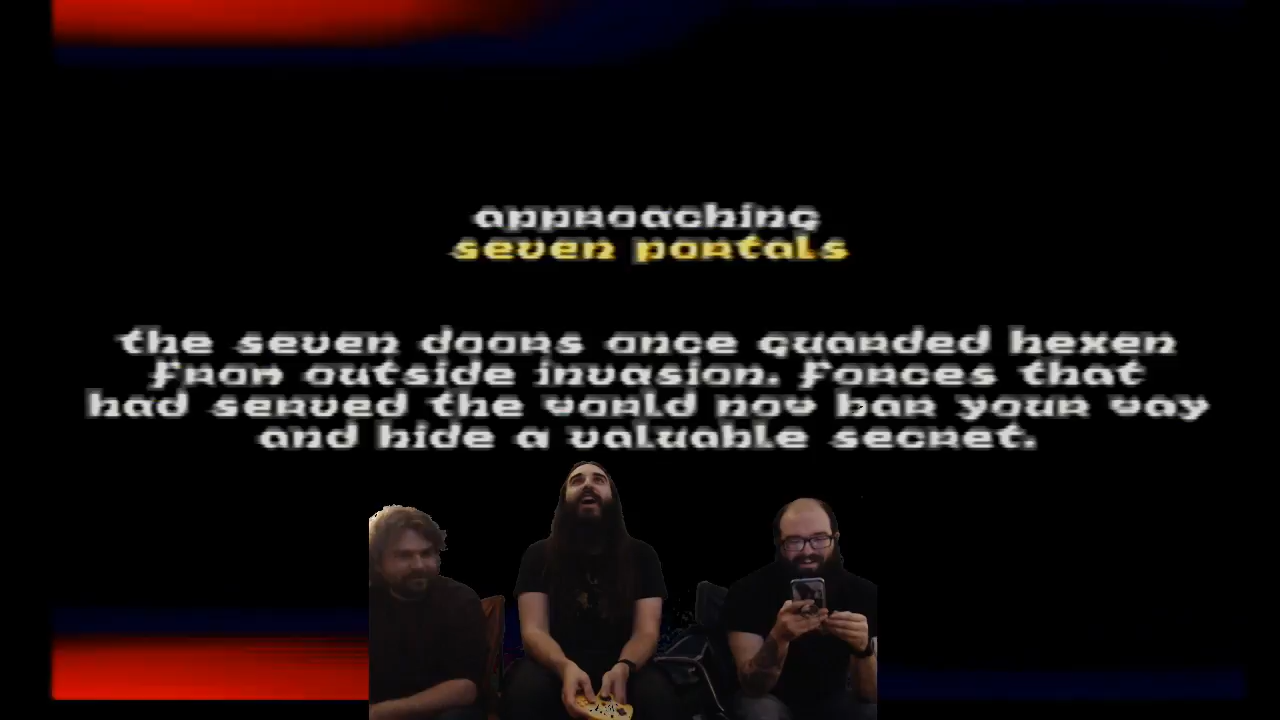 approaching
seven portals
the seven doors once guarded hexen
from outside invasion. forces that
had served the world now bar your way
and hide a valuable secret.